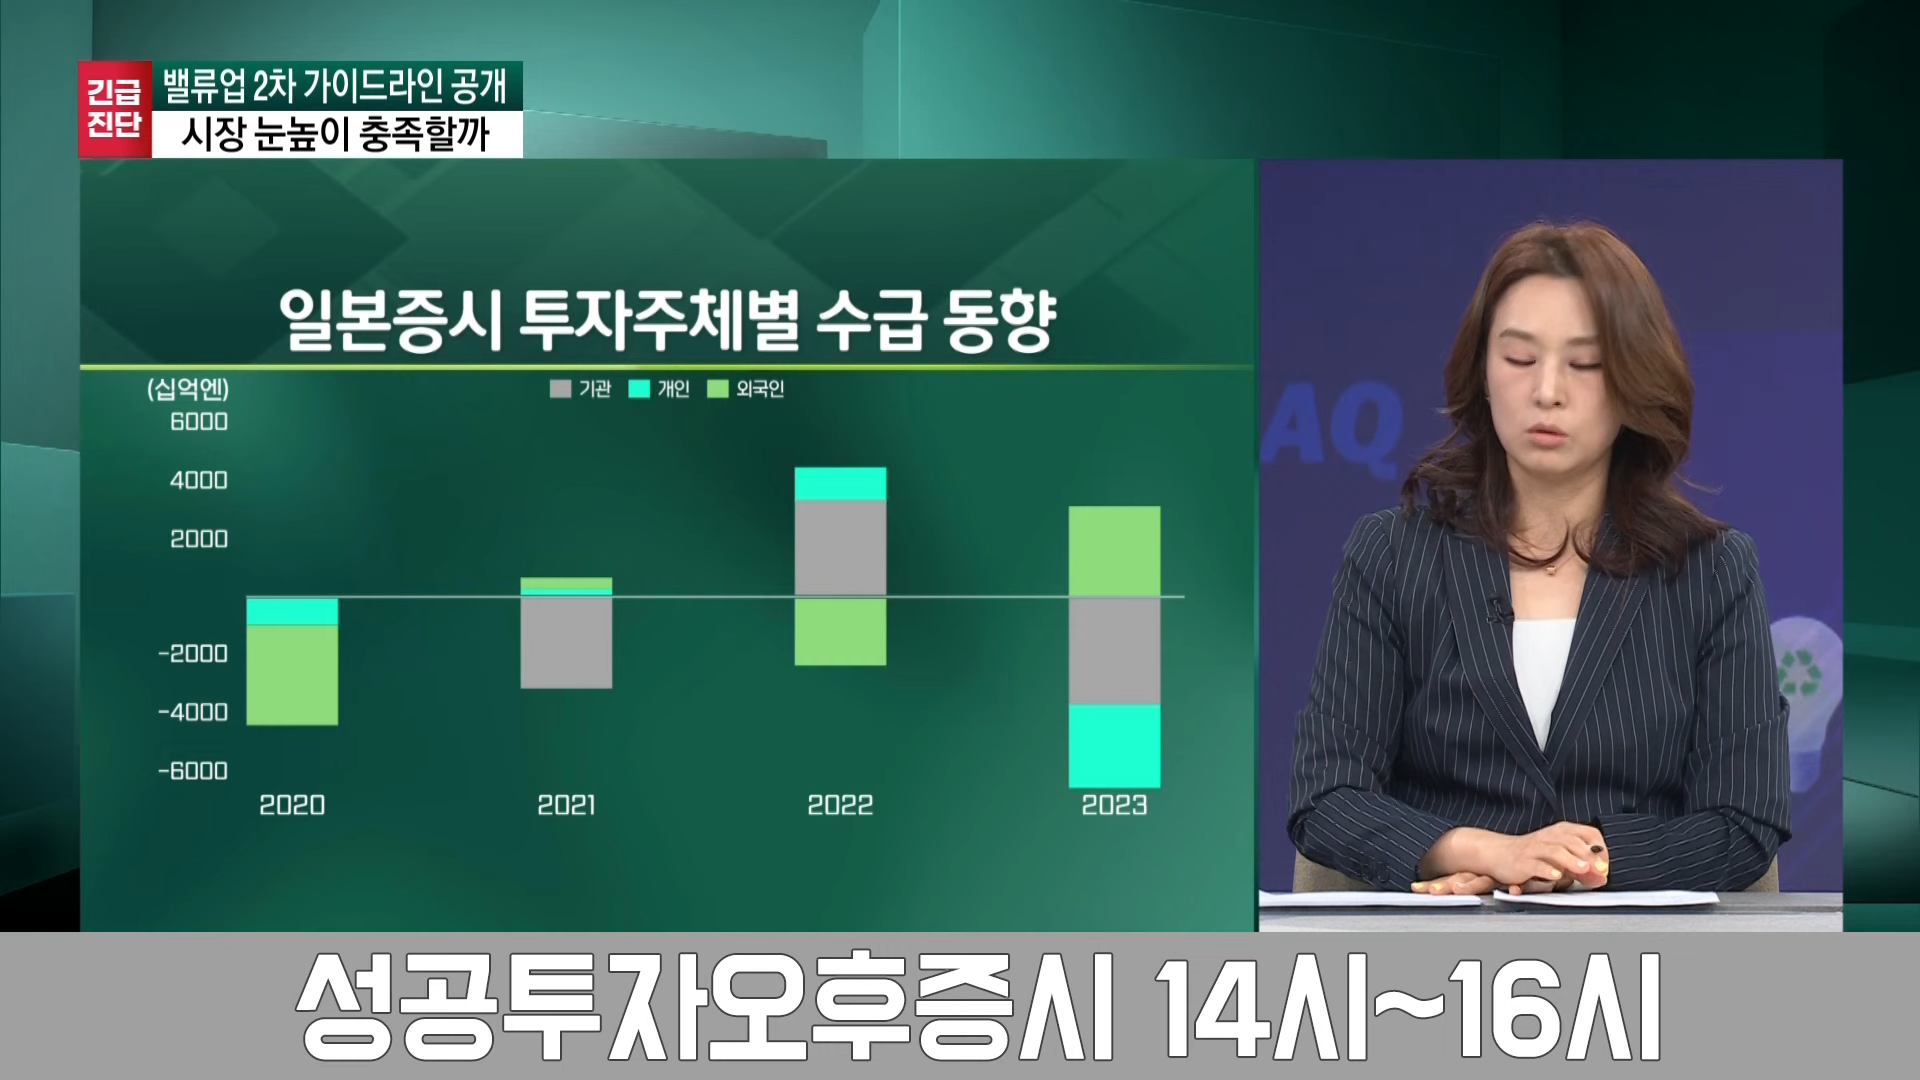 긴급
진단
밸류업 2차 가이드라인 공개
시장 눈높이 충족할까
일본증시 투자주체별 수급 동향
(십억엔)
기관 개인 외국인
6000
4000
2000
-2000
-4000
-6000
2020 2021 2022 2023
AQ
성공투자오후증시 14시~16시